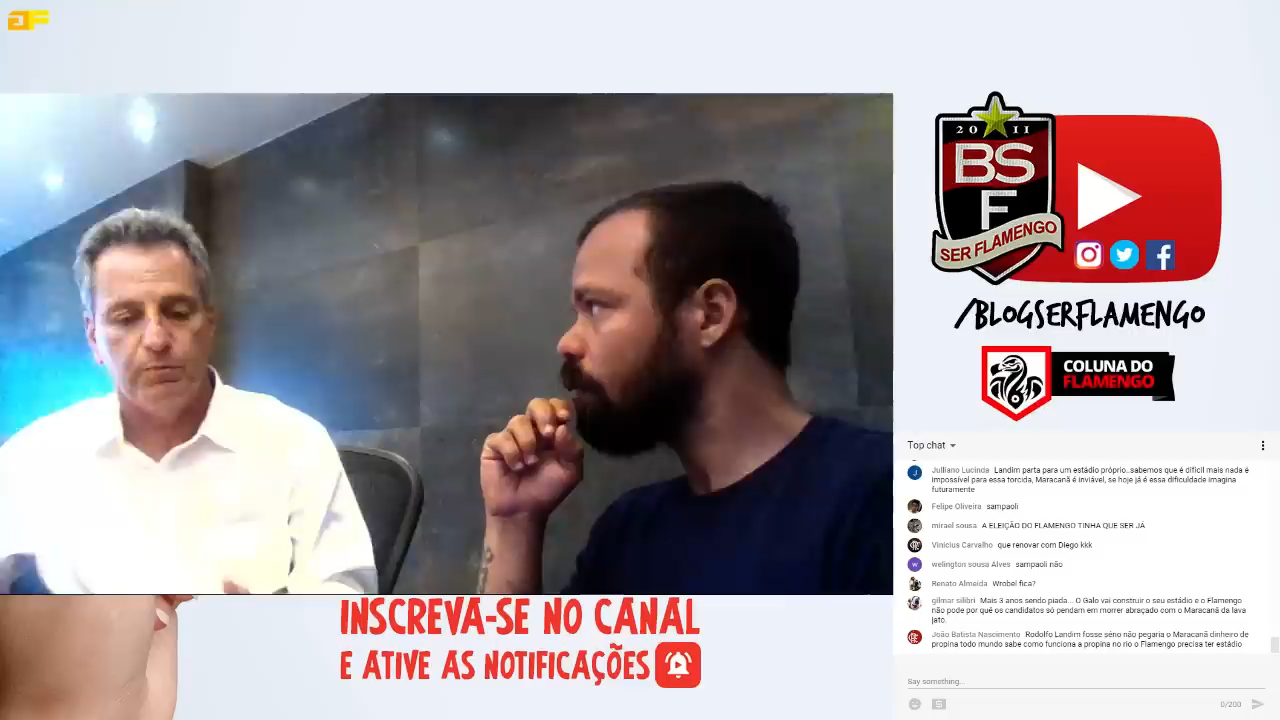 GF
20 11
BS
F
SER FLAMENGO
/BLOGSERFLAMENGO
COLUNA DO
FLAMENGO
Top chat
J Julliano Lucinda Landim parta para um estádio próprio..sabemos que é difícil mais nada é
impossível para essa torcida, Maracanã é inviável, se hoje já é essa dificuldade imagina
futuramente
Felipe Oliveira sampaoli
mirael sousa A ELEIÇÃO DO FLAMENGO TINHA QUE SER JÁ
Vinicius Carvalho que renovar com Diego kkk
w welington sousa Alves sampaoli não
Renato Almeida Wrobel fica?
gilmar silibri Mais 3 anos sendo piada... O Galo vai construir o seu estádio e o Flamengo
não pode por quê os candidatos só pendam em morrer abraçado com o Maracanã da lava
jato.
João Batista Nascimento Rodolfo Landim fosse sério não pegaria o Maracanã dinheiro de
propina todo mundo sabe como funciona a propina no rio o Flamengo precisa ter estádio
Say something...
0/200
INSCREVA-SE NO CANAL
E ATIVE AS NOTIFICAÇÕES